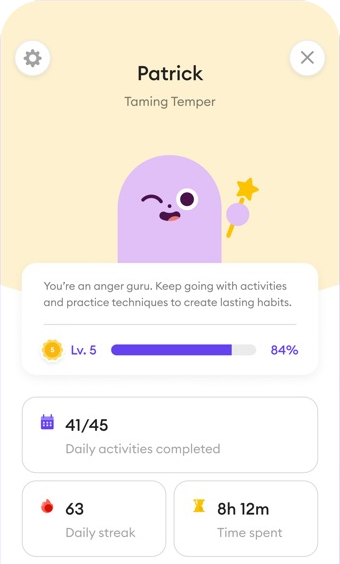 Patrick
Taming Temper
You're an anger guru. Keep going with activities
and practice techniques to create lasting habits.
5 Lv. 5 84%
41/45
Daily activities completed
63
Daily streak
8h 12m
Time spent